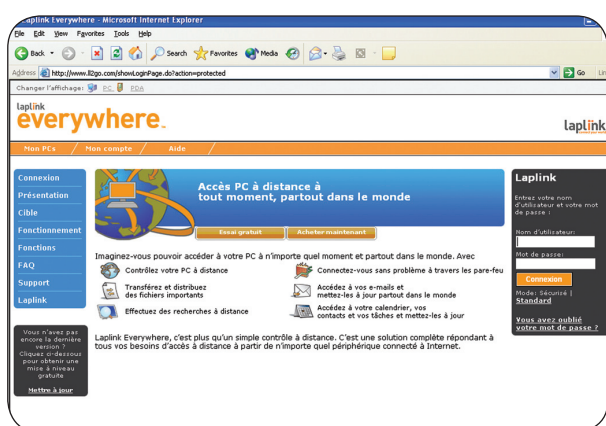 Laplink Everywhere - Microsoft Internet Explorer
File Edit View Favorites Tools Help
Back Search Favorites Media
Address http://www.ll2go.com/showLoginPage.do?action=protected Go
Changer l'affichage: PC PDA
laplink
everywhere
laplink
Mon PCs / Mon compte / Aide /
Connexion
Présentation
Cible
Fonctionnement
Fonctions
FAQ
Support
Laplink
Vous n'avez pas
encore la dernière
version ?
Cliquez ci-dessous
pour obtenir une
mise à niveau
gratuite
Mettre à jour
Accès PC à distance à
tout moment, partout dans le monde
Essai gratuit Acheter maintenant
Imaginez-vous pouvoir accéder à votre PC à n'importe quel moment et partout dans le monde. Avec
Contrôlez votre PC à distance
Connectez-vous sans problème à travers les pare-feu
Transférez et distribuez
des fichiers importants
Accédez à vos e-mails et
mettez-les à jour partout dans le monde
Effectuez des recherches à distance
Accédez à votre calendrier, vos
contacts et vos tâches et mettez-les à jour
Laplink Everywhere, c'est plus qu'un simple contrôle à distance. C'est une solution complète répondant à
tous vos besoins d'accès à distance à partir de n'importe quel périphérique connecté à Internet.
Laplink
Entrez votre nom
d'utilisateur et votre mot
de passe :
Nom d'utilisateur:
Mot de passe:
Connexion
Mode: Sécurisé |
Standard
Vous avez oublié
votre mot de passe ?